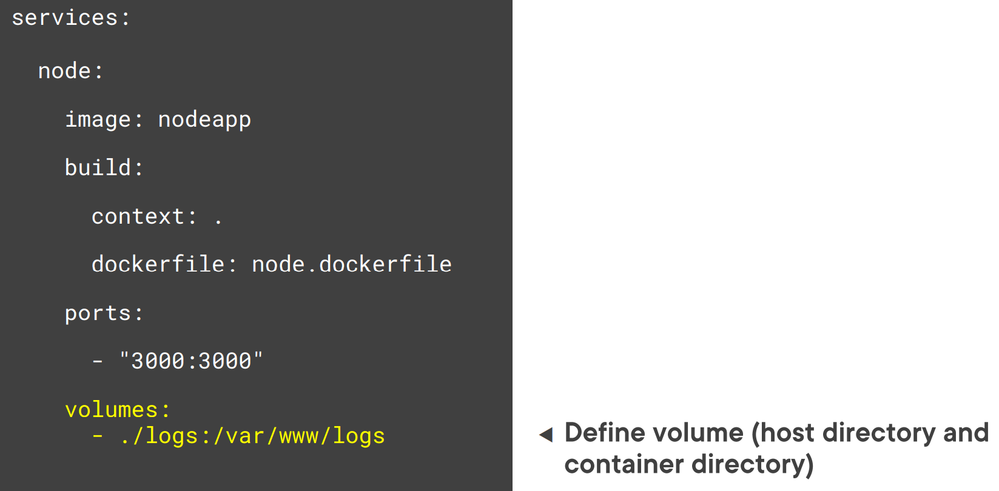 services:
node:
image: nodeapp
build:
context: .
dockerfile: node.dockerfile
ports:
- "3000:3000"
volumes:
- ./logs:/var/www/logs
◄ Define volume (host directory and
container directory)